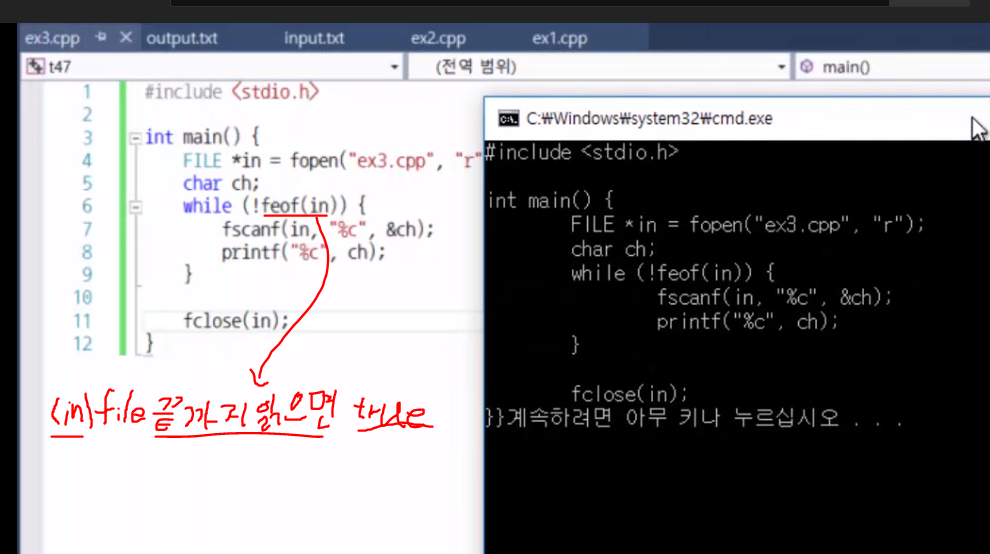 ex3.cpp output.txt input.txt ex2.cpp ex1.cpp
t47 (전역 범위) main()
1 #include <stdio.h>
2
3 int main() {
4 FILE *in = fopen("ex3.cpp", "r"
5 char ch;
6 while (!feof(in)) {
7 fscanf(in, "%c", &ch);
8 printf("%c", ch);
9 }
10
11 fclose(in);
12 }
(in) file 끝까지 읽으면 true
C:\Windows\system32\cmd.exe
#include <stdio.h>
int main() {
FILE *in = fopen("ex3.cpp", "r");
char ch;
while (!feof(in)) {
fscanf(in, "%c", &ch);
printf("%c", ch);
}
fclose(in);
}}계속하려면 아무 키나 누르십시오 . . .